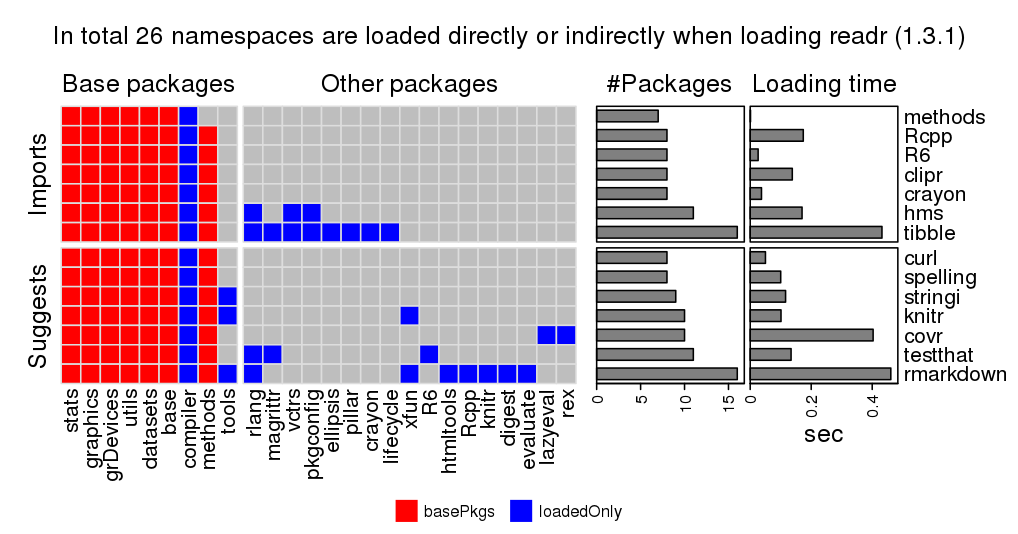 In total 26 namespaces are loaded directly or indirectly when loading readr (1.3.1)
Base packages
Other packages
#Packages
Loading time
Imports
methods
Rcpp
R6
clipr
crayon
hms
tibble
Suggests
curl
spelling
stringi
knitr
covr
testthat
rmarkdown
stats
graphics
grDevices
utils
datasets
base
compiler
methods
tools
rlang
magrittr
vctrs
pkgconfig
ellipsis
pillar
crayon
lifecycle
xfun
R6
htmltools
Rcpp
knitr
digest
evaluate
lazyeval
rex
0
5
10
15
0
0.2
0.4
sec
basePkgs
loadedOnly